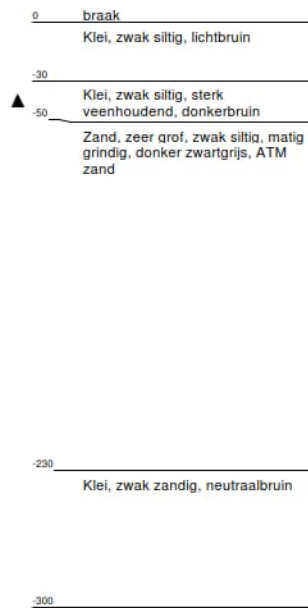 0 braak
Klei, zwak siltig, lichtbruin
-30
Klei, zwak siltig, sterk
veenhoudend, donkerbruin
-50
Zand, zeer grof, zwak siltig, matig
grindig, donker zwartgrijs, ATM
zand
-230
Klei, zwak zandig, neutraalbruin
-300